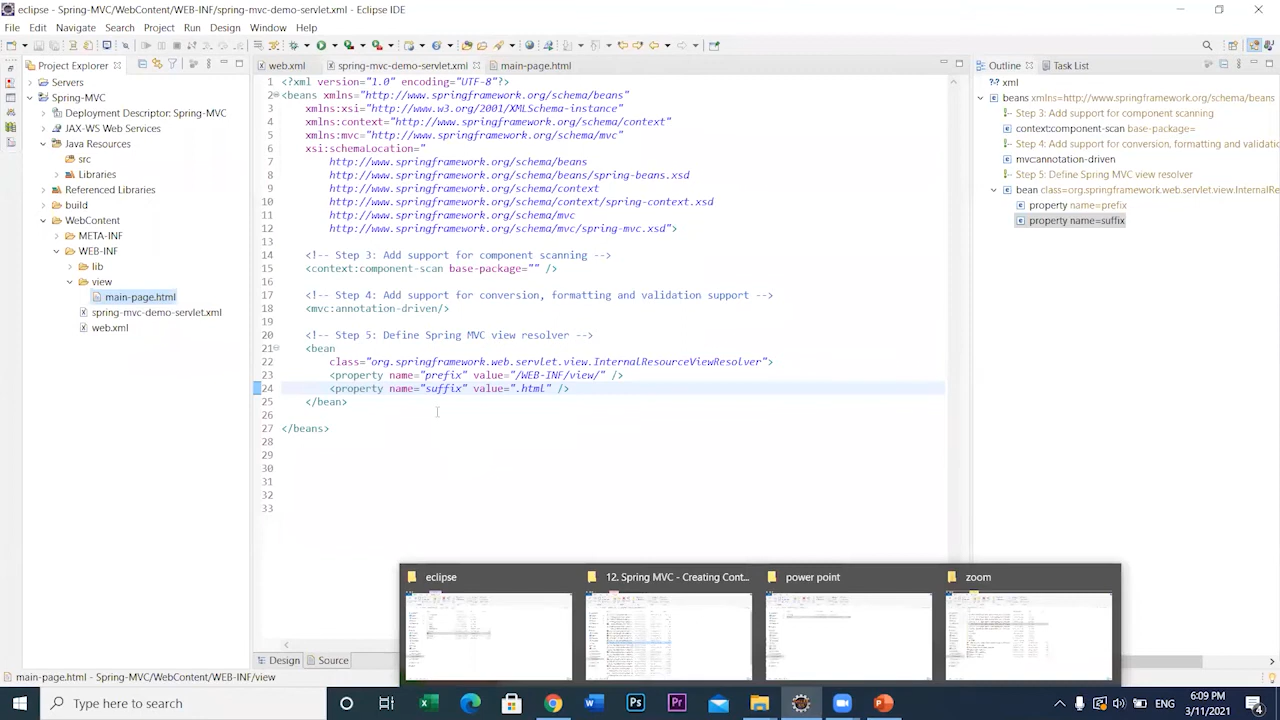 eclipse - Spring-MVC/WebContent/WEB-INF/spring-mvc-demo-servlet.xml - Eclipse IDE
File Edit Navigate Search Project Run Design Window Help
Project Explorer
Servers
Spring-MVC
Deployment Descriptor: Spring-MVC
JAX-WS Web Services
Java Resources
src
Libraries
Referenced Libraries
build
WebContent
META-INF
WEB-INF
lib
view
main-page.html
spring-mvc-demo-servlet.xml
web.xml
web.xml spring-mvc-demo-servlet.xml main-page.html
1 <?xml version="1.0" encoding="UTF-8"?>
2 <beans xmlns="http://www.springframework.org/schema/beans"
3 xmlns:xsi="http://www.w3.org/2001/XMLSchema-instance"
4 xmlns:context="http://www.springframework.org/schema/context"
5 xmlns:mvc="http://www.springframework.org/schema/mvc"
6 xsi:schemaLocation="
7 http://www.springframework.org/schema/beans
8 http://www.springframework.org/schema/beans/spring-beans.xsd
9 http://www.springframework.org/schema/context
10 http://www.springframework.org/schema/context/spring-context.xsd
11 http://www.springframework.org/schema/mvc
12 http://www.springframework.org/schema/mvc/spring-mvc.xsd">
13
14 <!-- Step 3: Add support for component scanning -->
15 <context:component-scan base-package="" />
16
17 <!-- Step 4: Add support for conversion, formatting and validation support -->
18 <mvc:annotation-driven/>
19
20 <!-- Step 5: Define Spring MVC view resolver -->
21 <bean
22 class="org.springframework.web.servlet.view.InternalResourceViewResolver">
23 <property name="prefix" value="/WEB-INF/view/" />
24 <property name="suffix" value=".html" />
25 </bean>
26
27 </beans>
28
29
30
31
32
33
Outline Task List
xml
beans xmlns=http://www.springframework.org/schema/beans
Step 3: Add support for component scanning
context:component-scan base-package=
Step 4: Add support for conversion, formatting and validatio
mvc:annotation-driven
Step 5: Define Spring MVC view resolver
bean class=org.springframework.web.servlet.view.InternalRe
property name=prefix
property name=suffix
main-page.html - Spring-MVC/WebContent/WEB-INF/view
eclipse
12. Spring MVC - Creating Cont...
power point
zoom
Type here to search
ENG
6:09 PM
3/11/2021